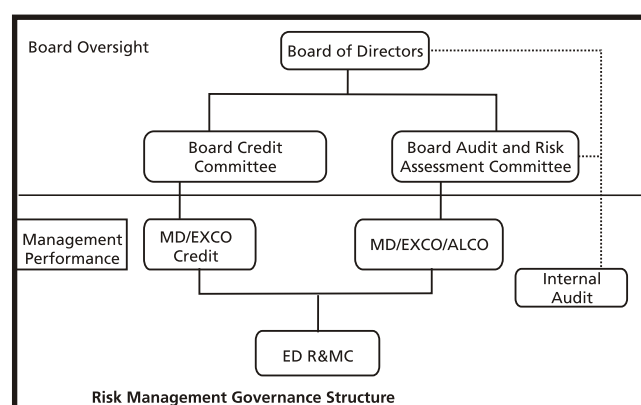 Board Oversight
Board of Directors
Board Credit
Committee
Board Audit and Risk
Assessment Committee
Management
Performance
MD/EXCO
Credit
MD/EXCO/ALCO
Internal
Audit
ED R&MC
Risk Management Governance Structure